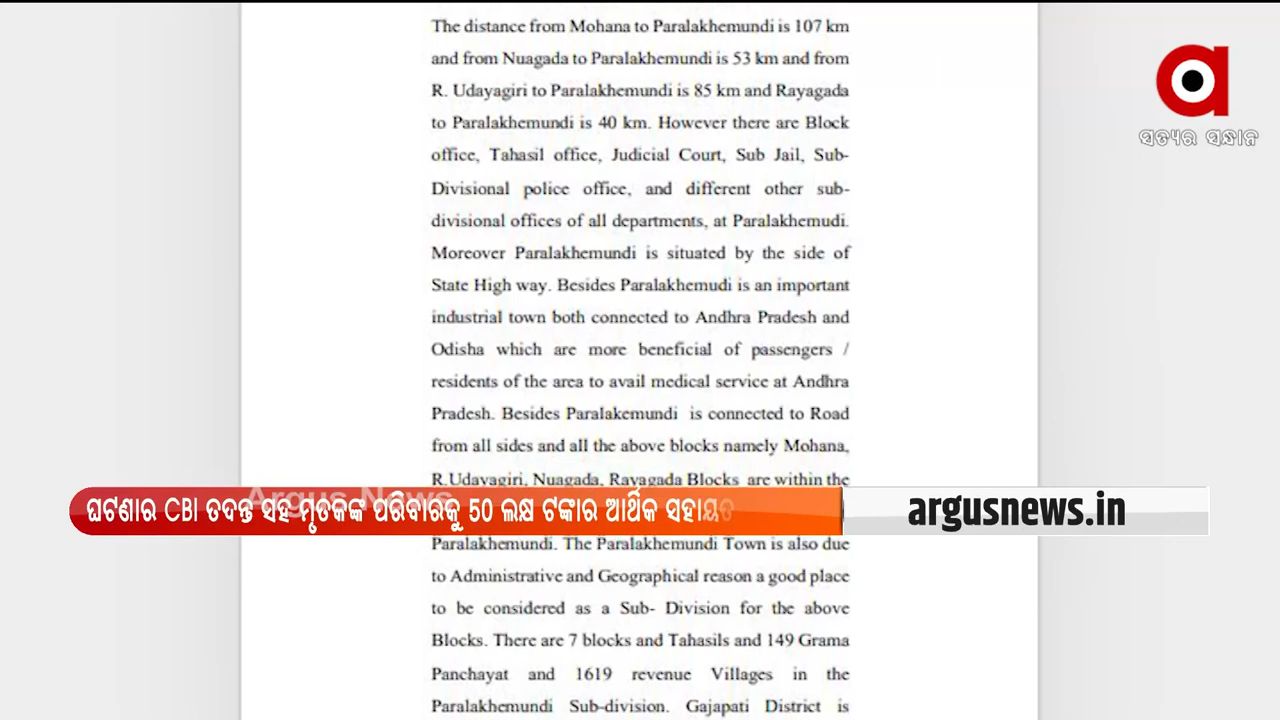 The distance from Mohana to Paralakhemundi is 107 km
and from Nuagada to Paralakhemundi is 53 km and from
R. Udayagiri to Paralakhemundi is 85 km and Rayagada
to Paralakhemundi is 40 km. However there are Block
office, Tahasil office, Judicial Court, Sub Jail, Sub-
Divisional police office, and different other sub-
divisional offices of all departments, at Paralakhemudi.
Moreover Paralakhemundi is situated by the side of
State High way. Besides Paralakhemudi is an important
industrial town both connected to Andhra Pradesh and
Odisha which are more beneficial of passengers /
residents of the area to avail medical service at Andhra
Pradesh. Besides Paralakemundi is connected to Road
from all sides and all the above blocks namely Mohana,
R.Udayagiri, Nuagada, Rayagada Blocks are within the
Paralakhemundi. The Paralakhemundi Town is also due
to Administrative and Geographical reason a good place
to be considered as a Sub- Division for the above
Blocks. There are 7 blocks and Tahasils and 149 Grama
Panchayat and 1619 revenue Villages in the
Paralakhemundi Sub-division. Gajapati District is
ସତ୍ୟର ସନ୍ଧାନ
Argus News
ଘଟଣାର CBI ତଦନ୍ତ ସହ ମୃତକଙ୍କ ପରିବାରକୁ 50 ଲକ୍ଷ ଟଙ୍କାର ଆର୍ଥିକ ସହାୟତ
argusnews.in